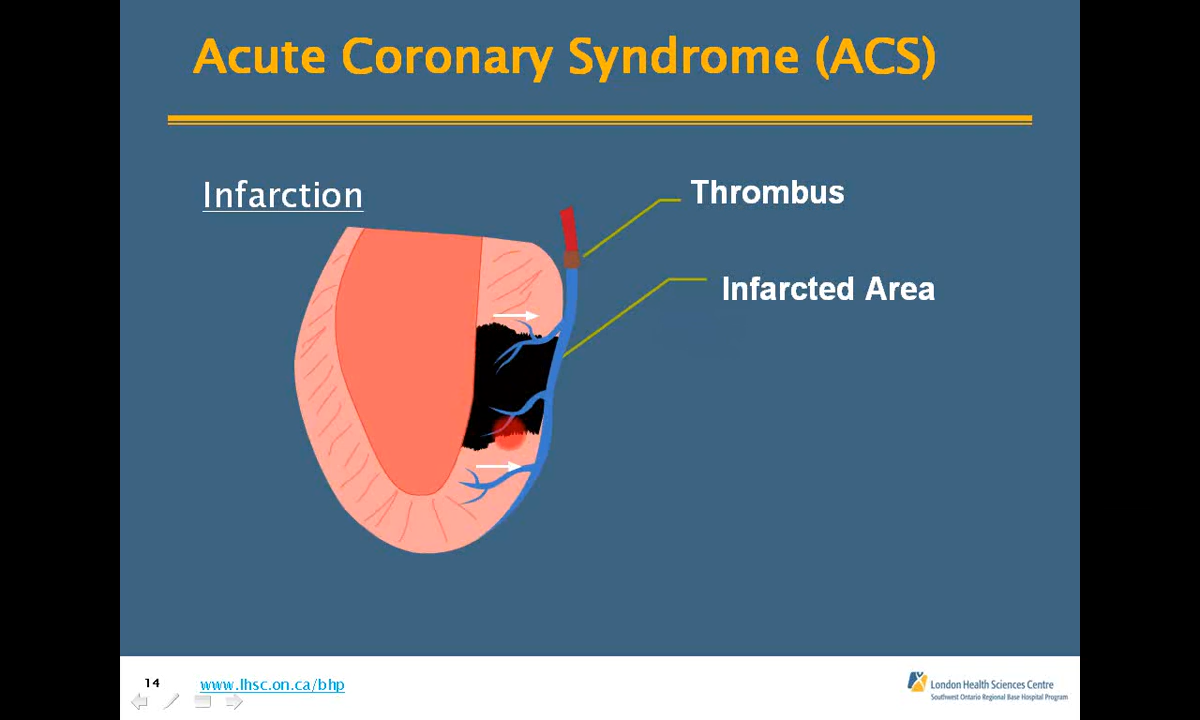 Acute Coronary Syndrome (ACS)
Infarction
Thrombus
Infarcted Area
14
www.lhsc.on.ca/bhp
London Health Sciences Centre
Southwest Ontario Regional Base Hospital Program